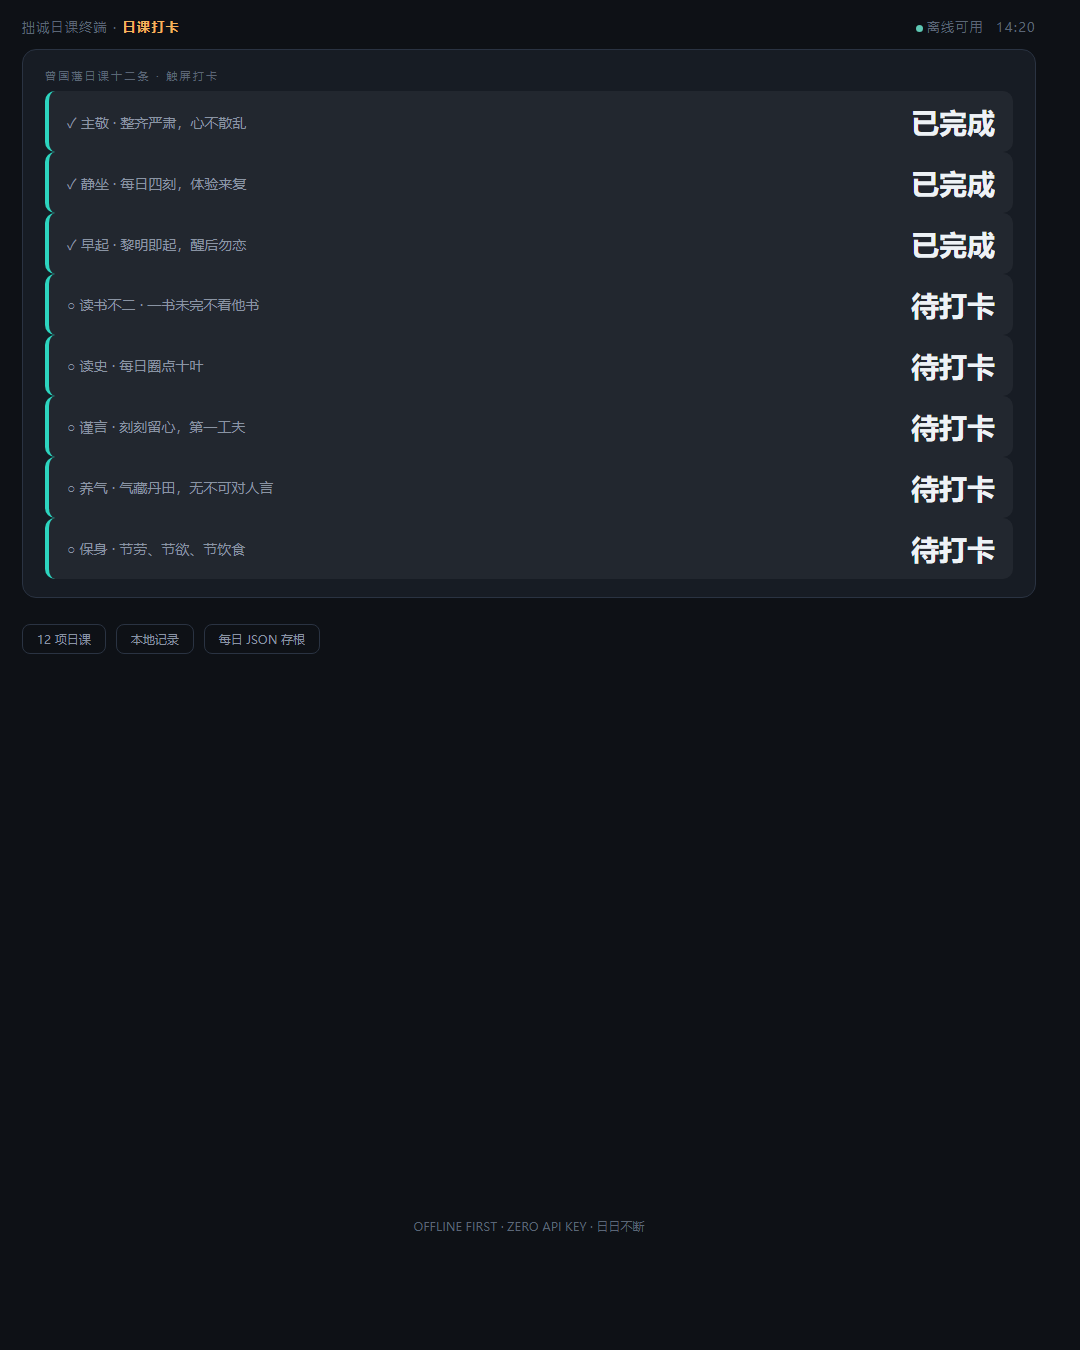 拙诚日课终端 · 日课打卡
离线可用 14:20
曾国藩日课十二条 · 触屏打卡
✓ 主敬 · 整齐严肃，心不散乱 已完成
✓ 静坐 · 每日四刻，体验来复 已完成
✓ 早起 · 黎明即起，醒后勿恋 已完成
○ 读书不二 · 一书未完不看他书 待打卡
○ 读史 · 每日圈点十叶 待打卡
○ 谨言 · 刻刻留心，第一工夫 待打卡
○ 养气 · 气藏丹田，无不可对人言 待打卡
○ 保身 · 节劳、节欲、节饮食 待打卡
12 项日课 本地记录 每日 JSON 存根
OFFLINE FIRST · ZERO API KEY · 日日不断